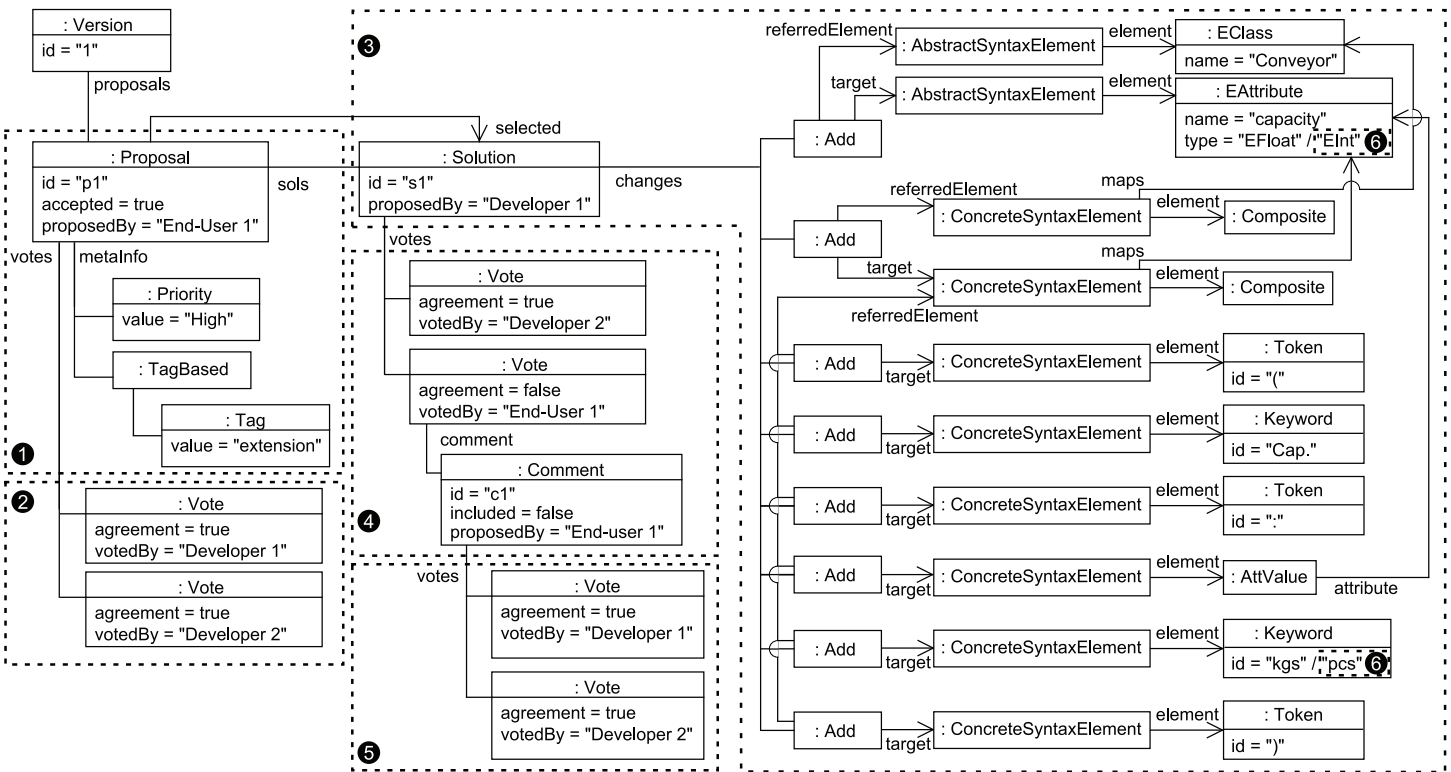 : Version
id = "1"
proposals
1
: Proposal
id = "p1"
accepted = true
proposedBy = "End-User 1"
sols
selected
votes
metaInfo
: Priority
value = "High"
: TagBased
: Tag
value = "extension"
2
: Vote
agreement = true
votedBy = "Developer 1"
: Vote
agreement = true
votedBy = "Developer 2"
3
: Solution
id = "s1"
proposedBy = "Developer 1"
changes
votes
4
: Vote
agreement = true
votedBy = "Developer 2"
: Vote
agreement = false
votedBy = "End-User 1"
comment
: Comment
id = "c1"
included = false
proposedBy = "End-user 1"
5
votes
: Vote
agreement = true
votedBy = "Developer 1"
: Vote
agreement = true
votedBy = "Developer 2"
: Add
referredElement
: AbstractSyntaxElement
element
: EClass
name = "Conveyor"
target
: AbstractSyntaxElement
element
: EAttribute
name = "capacity"
type = "EFloat" / "EInt" 6
: Add
referredElement
: ConcreteSyntaxElement
maps
element
: Composite
target
: ConcreteSyntaxElement
maps
element
: Composite
referredElement
: Add
target
: ConcreteSyntaxElement
element
: Token
id = "("
: Add
target
: ConcreteSyntaxElement
element
: Keyword
id = "Cap."
: Add
target
: ConcreteSyntaxElement
element
: Token
id = ":"
: Add
target
: ConcreteSyntaxElement
element
: AttValue
attribute
: Add
target
: ConcreteSyntaxElement
element
: Keyword
id = "kgs" / "pcs" 6
: Add
target
: ConcreteSyntaxElement
element
: Token
id = ")"